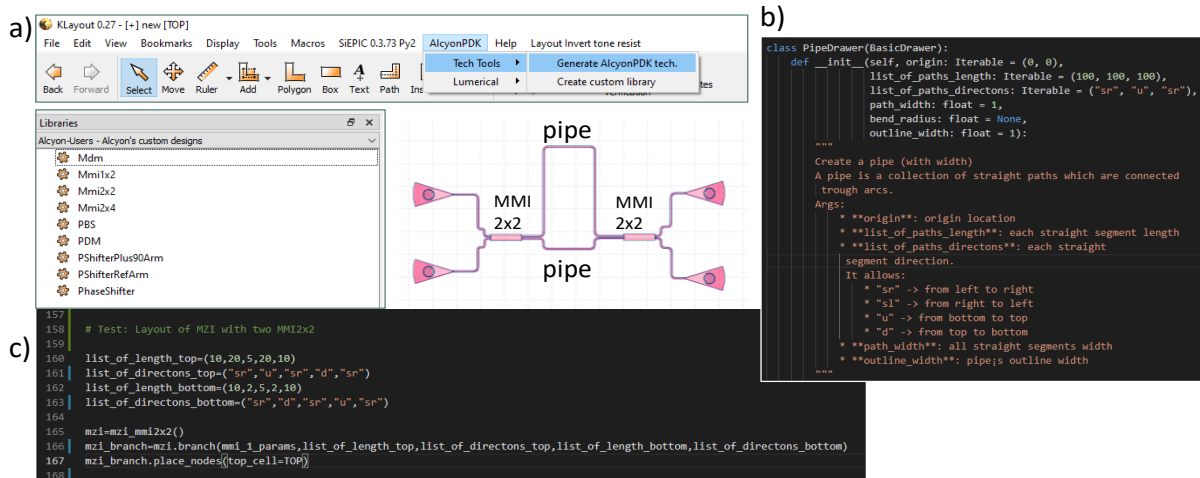 a)
KLayout 0.27 - [+] new [TOP]
File Edit View Bookmarks Display Tools Macros SiEPIC 0.3.73 Py2 AlcyonPDK Help Layout Invert tone resist
Tech Tools
Generate AlcyonPDK tech.
Lumerical
Create custom library
Back Forward Select Move Ruler Add Polygon Box Text Path Ins
Libraries
Alcyon-Users - Alcyon's custom designs
Mdm
Mmi1x2
Mmi2x2
Mmi2x4
PBS
PDM
PShifterPlus90Arm
PShifterRefArm
PhaseShifter
pipe
MMI
2x2
MMI
2x2
pipe
b)
class PipeDrawer(BasicDrawer):
def __init__(self, origin: Iterable = (0, 0),
list_of_paths_length: Iterable = (100, 100, 100),
list_of_paths_directons: Iterable = ("sr", "u", "sr"),
path_width: float = 1,
bend_radius: float = None,
outline_width: float = 1):
"""
Create a pipe (with width)
A pipe is a collection of straight paths which are connected
trough arcs.
Args:
* **origin**: origin location
* **list_of_paths_length**: each straight segment length
* **list_of_paths_directons**: each straight
segment direction.
It allows:
* "sr" -> from left to right
* "sl" -> from right to left
* "u" -> from bottom to top
* "d" -> from top to bottom
* **path_width**: all straight segments width
* **outline_width**: pipe¡s outline width
"""
c)
157
158 # Test: Layout of MZI with two MMI2x2
159
160 list_of_length_top=(10,20,5,20,10)
161 list_of_directons_top=("sr","u","sr","d","sr")
162 list_of_length_bottom=(10,2,5,2,10)
163 list_of_directons_bottom=("sr","d","sr","u","sr")
164
165 mzi=mzi_mmi2x2()
166 mzi_branch=mzi.branch(mmi_1_params,list_of_length_top,list_of_directons_top,list_of_length_bottom,list_of_directons_bottom)
167 mzi_branch.place_nodes(top_cell=TOP)
168